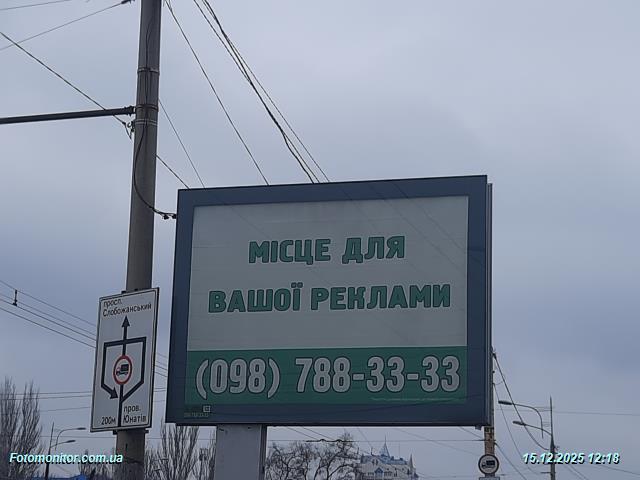 МІСЦЕ ДЛЯ
ВАШОЇ РЕКЛАМИ
(098) 788-33-33
просп.
Слобожанський
200м
пров.
Юнатів
Fotomonitor.com.ua
15.12.2025 12:18